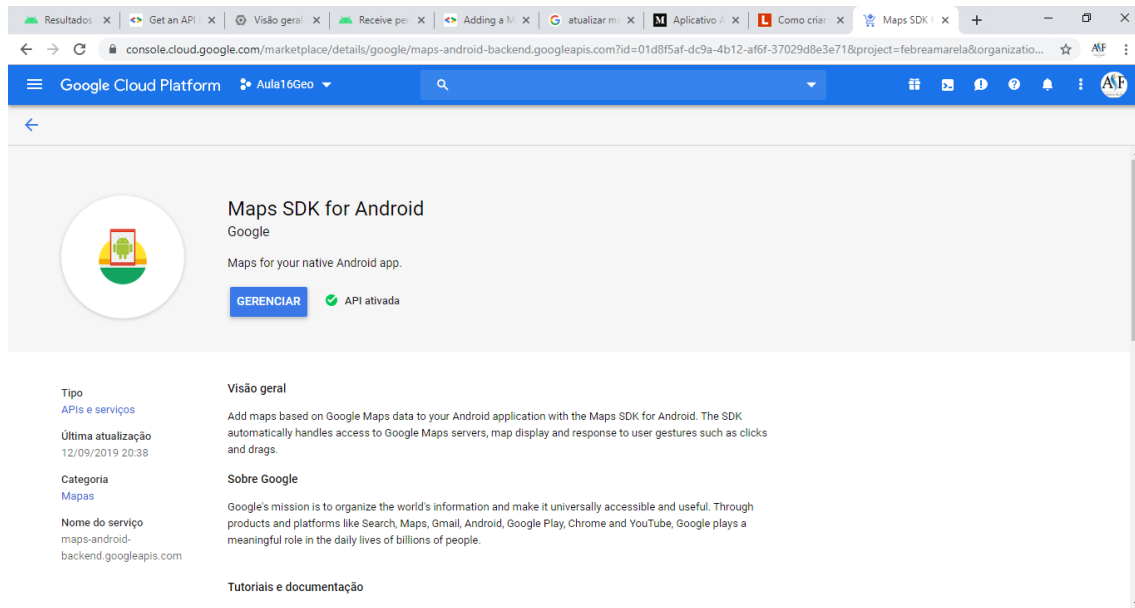 Resultados
Get an API
Visão geral
Receive per
Adding a M
atualizar m
Aplicativo A
Como criar
Maps SDK f
console.cloud.google.com/marketplace/details/google/maps-android-backend.googleapis.com?id=01d8f5af-dc9a-4b12-af6f-37029d8e3e71&project=febreamarela&organizatio...
Google Cloud Platform
Aula16Geo
Maps SDK for Android
Google
Maps for your native Android app.
GERENCIAR
API ativada
Tipo
APIs e serviços
Última atualização
12/09/2019 20:38
Categoria
Mapas
Nome do serviço
maps-android-
backend.googleapis.com
Visão geral
Add maps based on Google Maps data to your Android application with the Maps SDK for Android. The SDK
automatically handles access to Google Maps servers, map display and response to user gestures such as clicks
and drags.
Sobre Google
Google's mission is to organize the world's information and make it universally accessible and useful. Through
products and platforms like Search, Maps, Gmail, Android, Google Play, Chrome and YouTube, Google plays a
meaningful role in the daily lives of billions of people.
Tutoriais e documentação